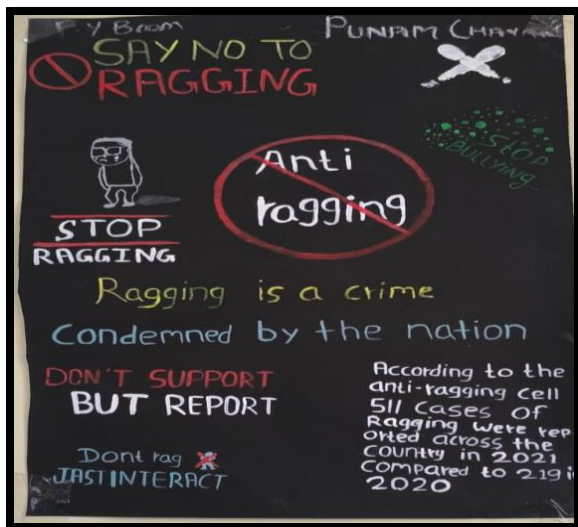 F Y Bcom
PUNAM
SAY NO TO
RAGGING
STOP
BULLYING
Anti
ragging
STOP
RAGGING
Ragging is a crime
Condemned by the nation
DON'T SUPPORT
BUT REPORT
Dont rag
JAST INTERACT
According to the
anti-ragging cell
511 cases of
Ragging were rep
orted across the
country in 2021
Compared to 219 i
2020